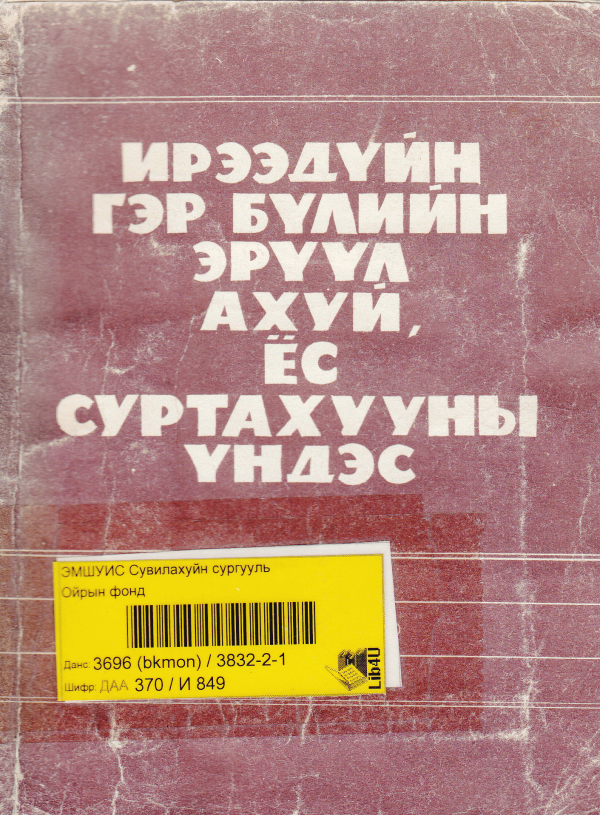 ИРЭЭДҮЙН
ГЭР БҮЛИЙН
ЭРҮҮЛ
АХУЙ,
ЁС
СУРТАХУУНЫ
ҮНДЭС
ЭМШУИС Сувилахуйн сургууль
Ойрын фонд
Данс: 3696 (bkmon) / 3832-2-1
Шифр: ДАА 370 / И 849
Lib4U